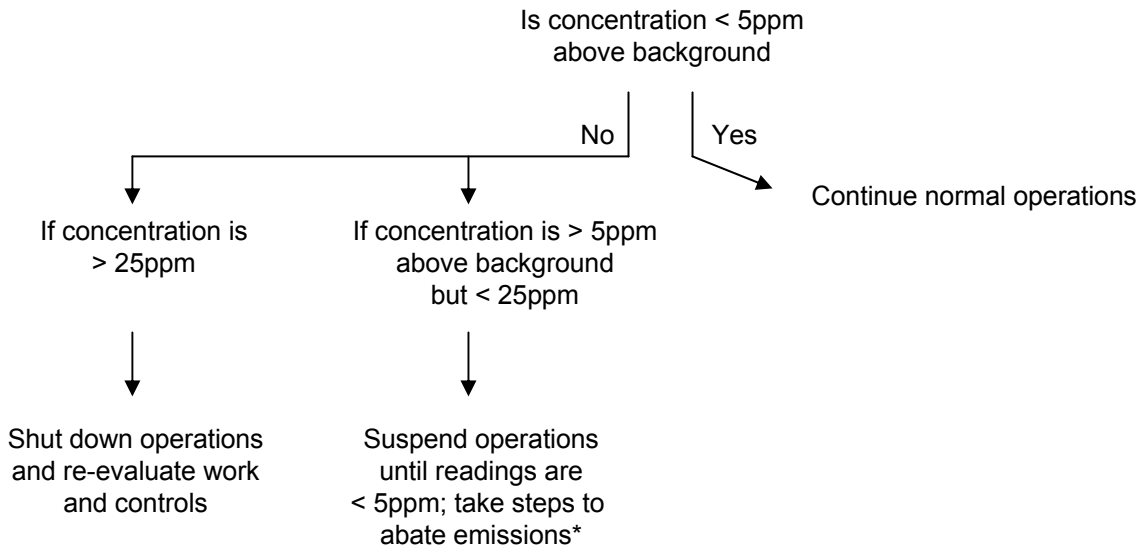 Is concentration < 5ppm
above background
No
Yes
Continue normal operations
If concentration is
> 25ppm
If concentration is > 5ppm
above background
but < 25ppm
Shut down operations
and re-evaluate work
and controls
Suspend operations
until readings are
< 5ppm; take steps to
abate emissions*